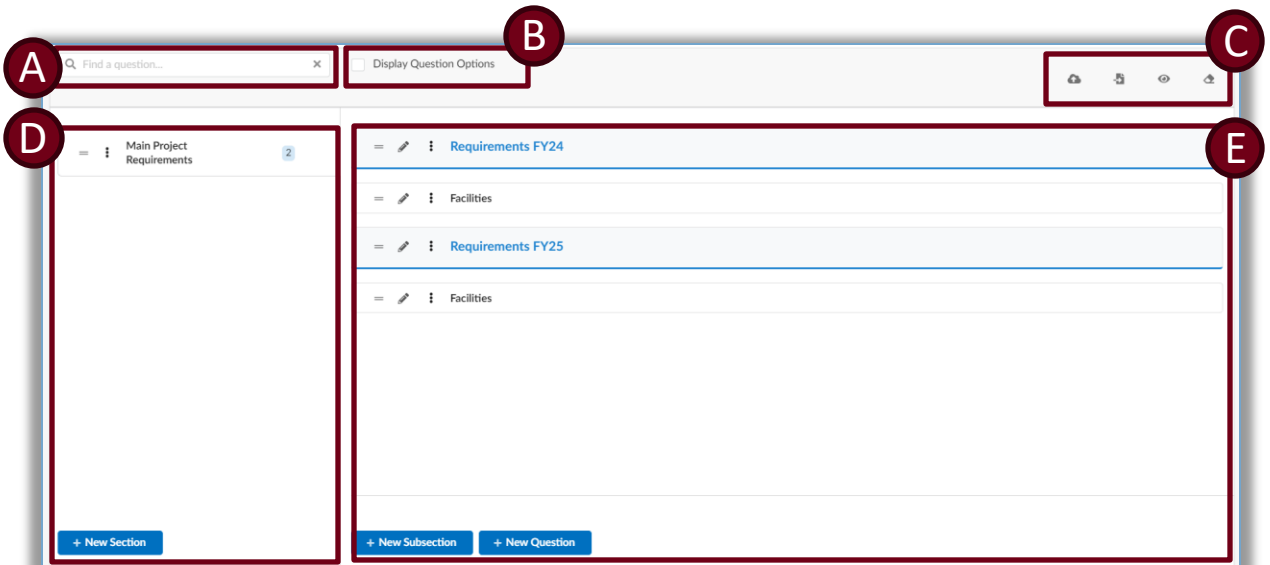 A
B
C
Find a question...
Display Question Options
D
E
Main Project
Requirements
2
Requirements FY24
Facilities
Requirements FY25
Facilities
+ New Section
+ New Subsection
+ New Question